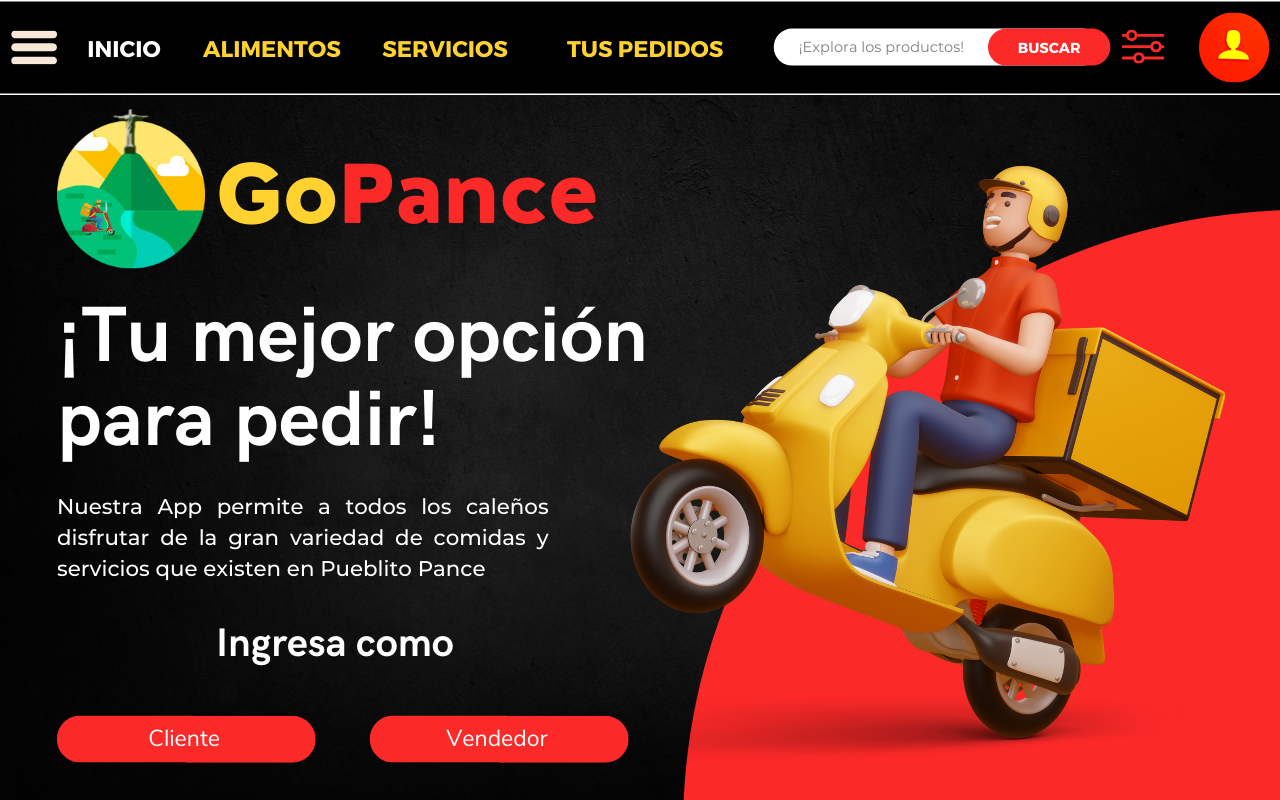 INICIO ALIMENTOS SERVICIOS TUS PEDIDOS ¡Explora los productos! BUSCAR
GoPance
¡Tu mejor opción
para pedir!
Nuestra App permite a todos los caleños
disfrutar de la gran variedad de comidas y
servicios que existen en Pueblito Pance
Ingresa como
Cliente Vendedor